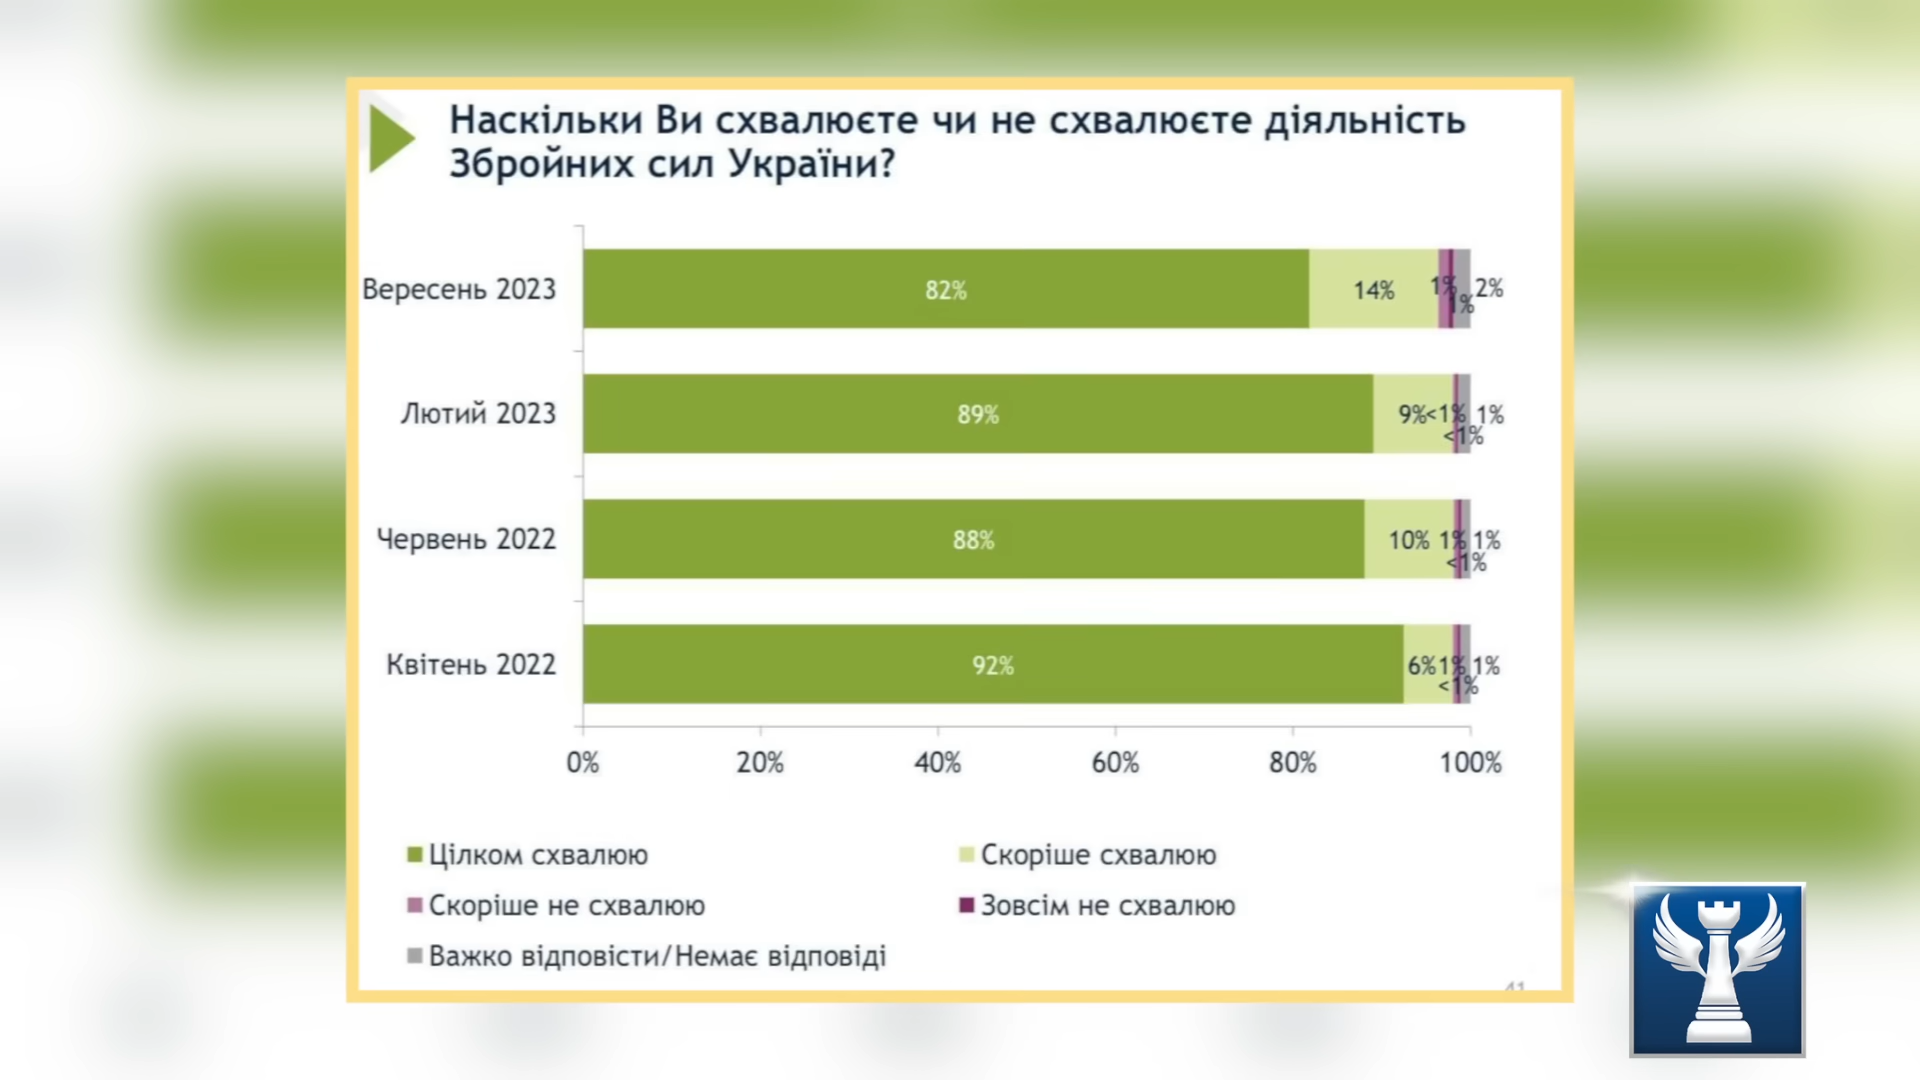 Наскільки Ви схвалюєте чи не схвалюєте діяльність
Збройних сил України?
Вересень 2023
82%
14%
1%
1%
2%
Лютий 2023
89%
9%
<1%
<1%
1%
Червень 2022
88%
10%
1%
<1%
1%
Квітень 2022
92%
6%
1%
<1%
1%
0% 20% 40% 60% 80% 100%
Цілком схвалюю
Скоріше схвалюю
Скоріше не схвалюю
Зовсім не схвалюю
Важко відповісти/Немає відповіді
41